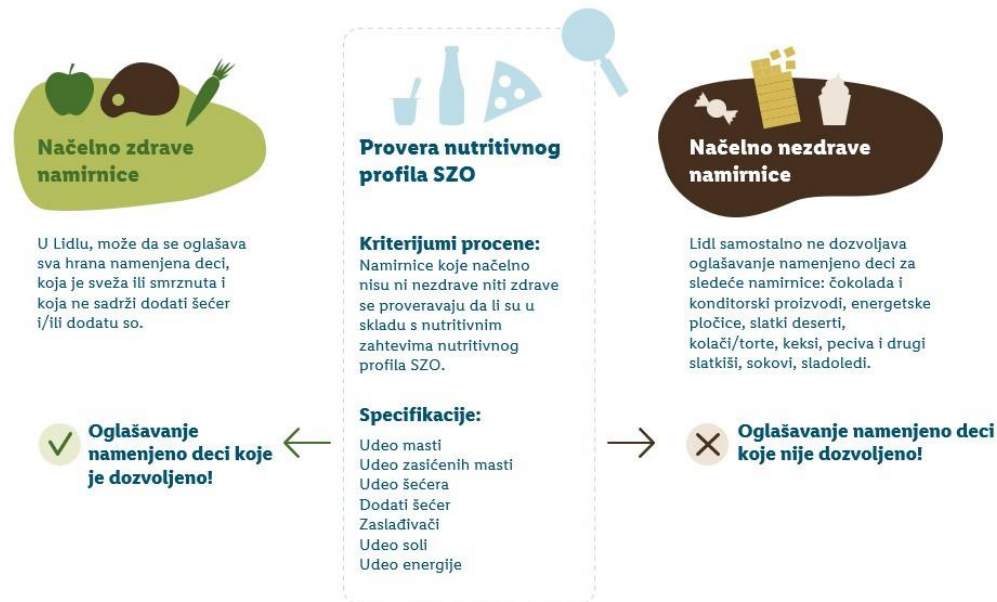 Načelno zdrave
namirnice
U Lidlu, može da se oglašava
sva hrana namenjena deci,
koja je sveža ili smrznuta i
koja ne sadrži dodati šećer
i/ili dodatu so.
Oglašavanje
namenjeno deci koje
je dozvoljeno!
Provera nutritivnog
profila SZO
Kriterijumi procene:
Namirnice koje načelno
nisu ni nezdrave niti zdrave
se proveravaju da li su u
skladu s nutritivnim
zahtevima nutritivnog
profila SZO.
Specifikacije:
Udeo masti
Udeo zasićenih masti
Udeo šećera
Dodati šećer
Zaslađivači
Udeo soli
Udeo energije
Načelno nezdrave
namirnice
Lidl samostalno ne dozvoljava
oglašavanje namenjeno deci za
sledeće namirnice: čokolada i
konditorski proizvodi, energetske
pločice, slatki deserti,
kolači/torte, keksi, peciva i drugi
slatkiši, sokovi, sladoledi.
Oglašavanje namenjeno deci
koje nije dozvoljeno!